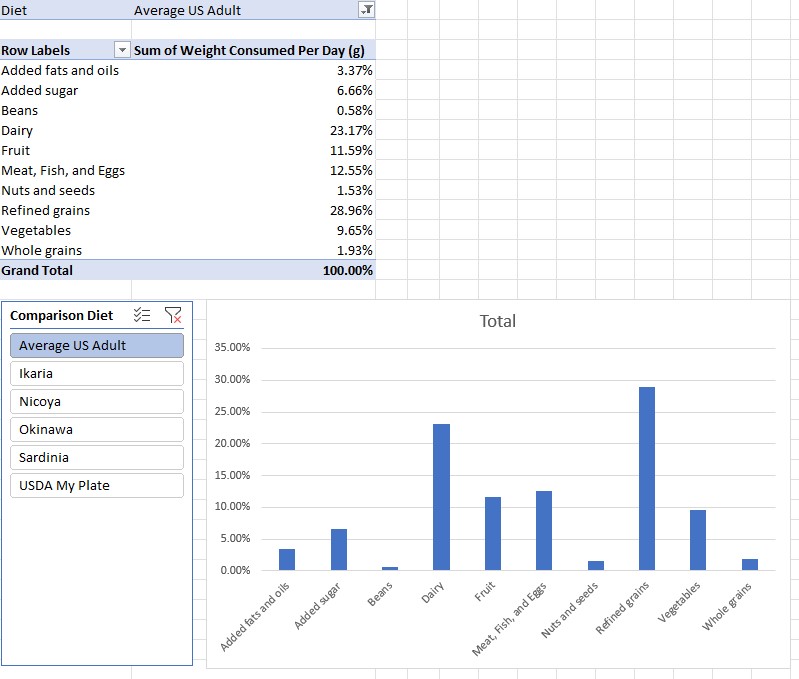 Diet Average US Adult
Row Labels Sum of Weight Consumed Per Day (g)
Added fats and oils 3.37%
Added sugar 6.66%
Beans 0.58%
Dairy 23.17%
Fruit 11.59%
Meat, Fish, and Eggs 12.55%
Nuts and seeds 1.53%
Refined grains 28.96%
Vegetables 9.65%
Whole grains 1.93%
Grand Total 100.00%
Comparison Diet
Average US Adult
Ikaria
Nicoya
Okinawa
Sardinia
USDA My Plate
Total
35.00%
30.00%
25.00%
20.00%
15.00%
10.00%
5.00%
0.00%
Added fats and oils
Added sugar
Beans
Dairy
Fruit
Meat, Fish, and Eggs
Nuts and seeds
Refined grains
Vegetables
Whole grains